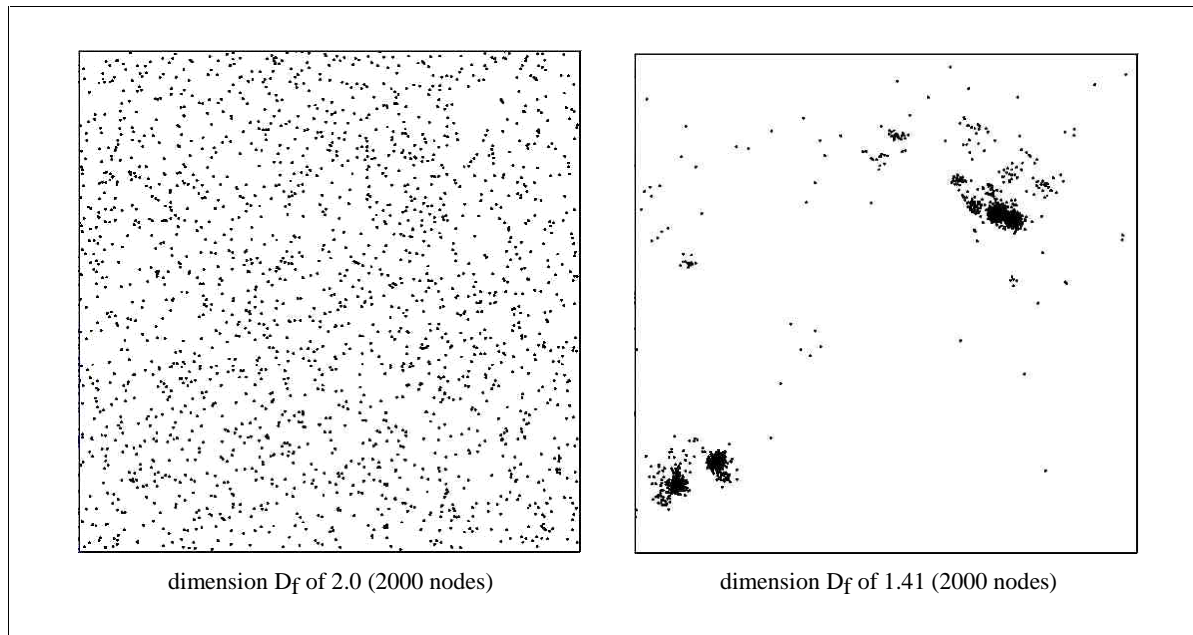 dimension Df of 2.0 (2000 nodes)
dimension Df of 1.41 (2000 nodes)